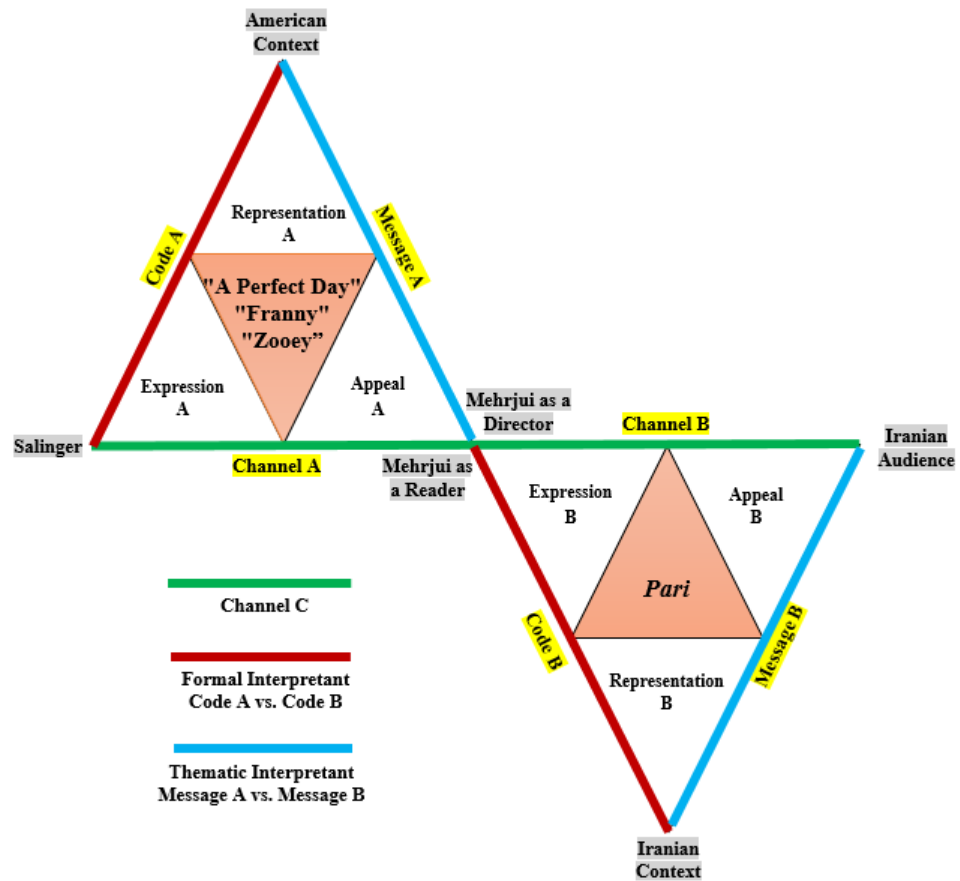 American
Context
Representation
A
Code A
Message A
"A Perfect Day"
"Franny"
"Zooey”
Expression
A
Appeal
A
Salinger
Channel A
Mehrjui as a
Director
Mehrjui as
a Reader
Channel B
Iranian
Audience
Expression
B
Appeal
B
Pari
Code B
Message B
Representation
B
Iranian
Context
Channel C
Formal Interpretant
Code A vs. Code B
Thematic Interpretant
Message A vs. Message B